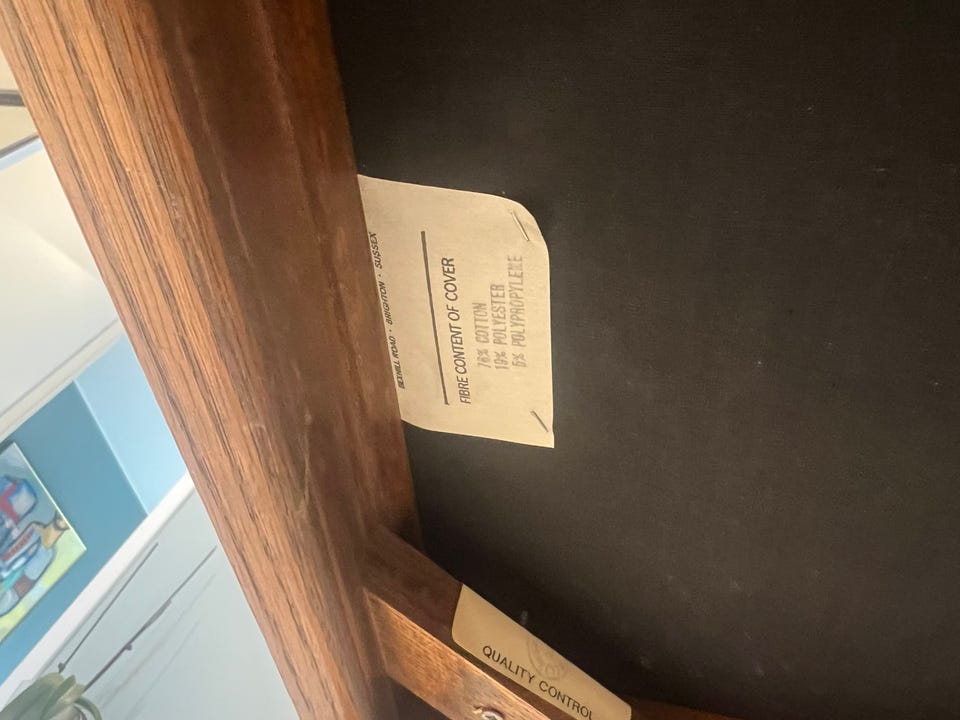 BEXHILL ROAD · BRIGHTON · SUSSEX
FIBRE CONTENT OF COVER
76% COTTON
19% POLYESTER
5% POLYPROPYLENE
QUALITY CONTROL